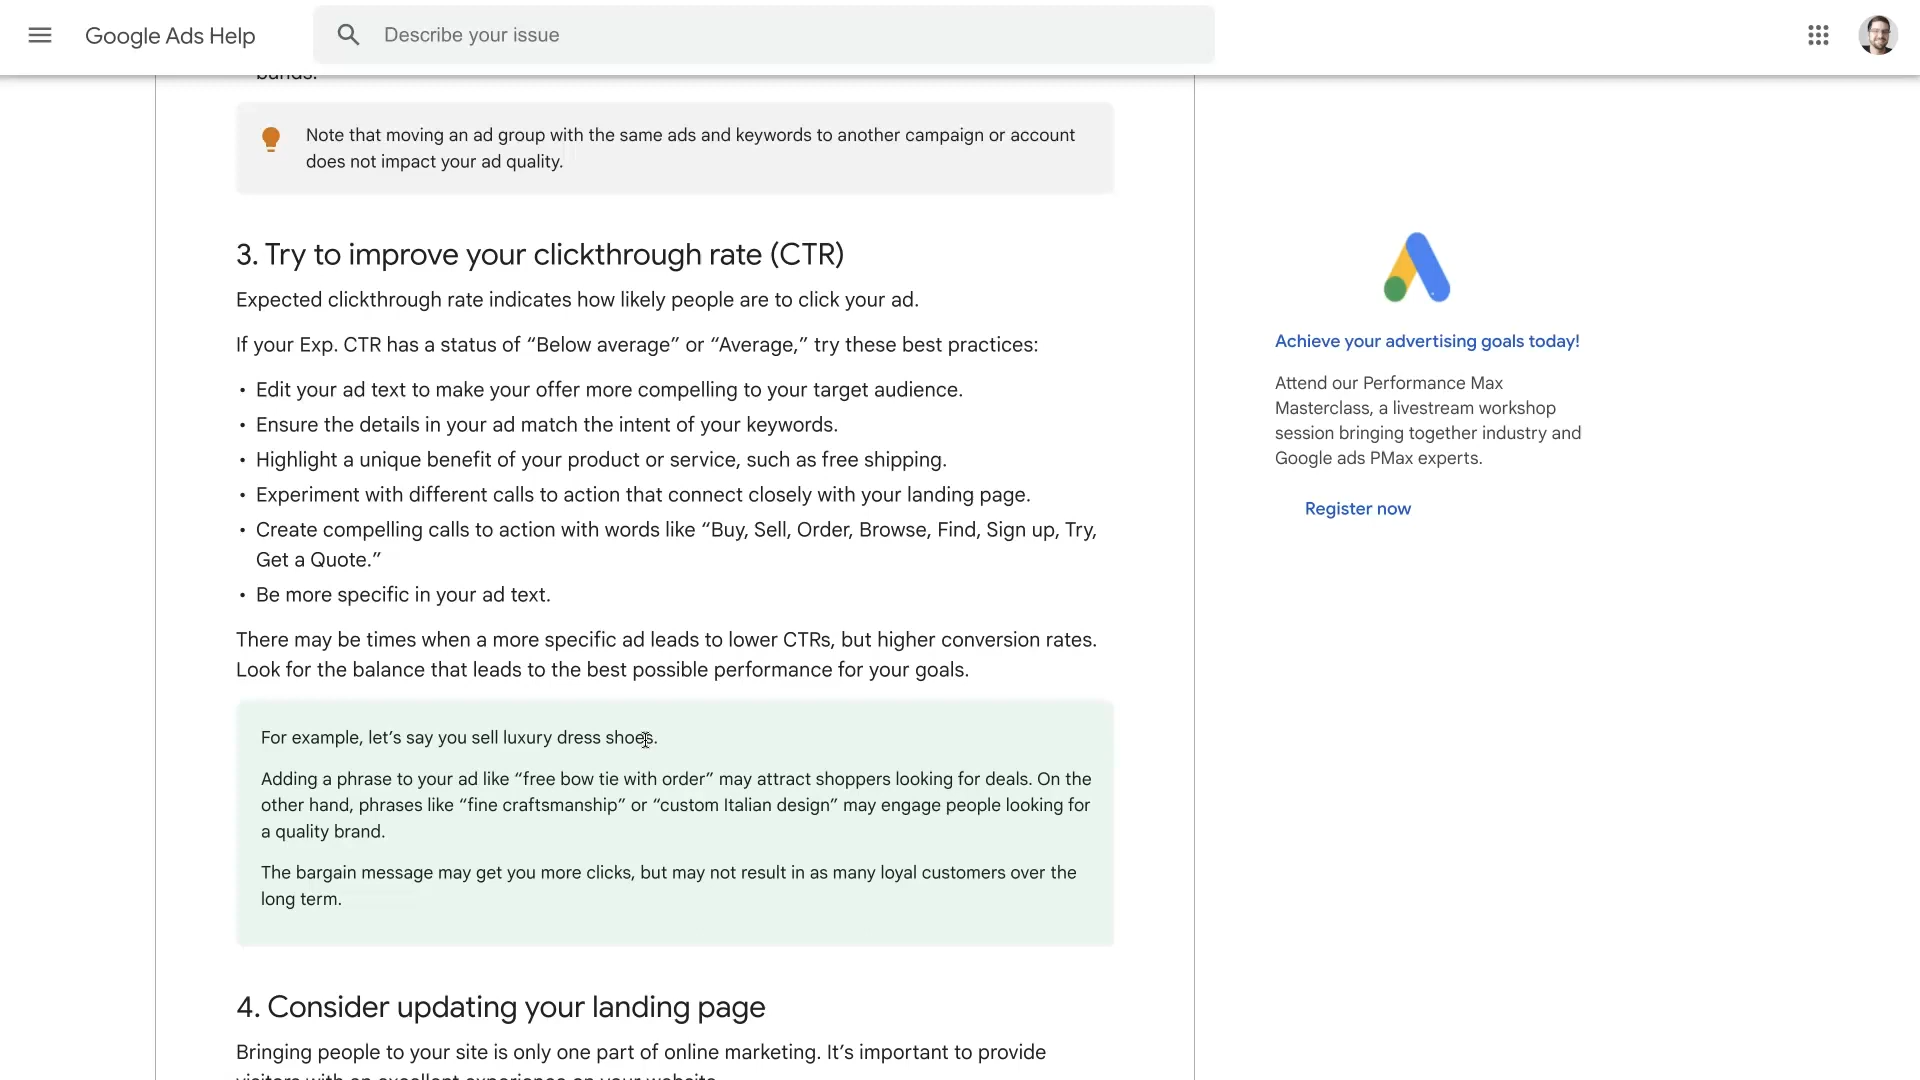 Google Ads Help
Describe your issue
bunds.
Note that moving an ad group with the same ads and keywords to another campaign or account
does not impact your ad quality.
3. Try to improve your clickthrough rate (CTR)
Expected clickthrough rate indicates how likely people are to click your ad.
If your Exp. CTR has a status of “Below average” or “Average,” try these best practices:
• Edit your ad text to make your offer more compelling to your target audience.
• Ensure the details in your ad match the intent of your keywords.
• Highlight a unique benefit of your product or service, such as free shipping.
• Experiment with different calls to action that connect closely with your landing page.
• Create compelling calls to action with words like “Buy, Sell, Order, Browse, Find, Sign up, Try,
Get a Quote.”
• Be more specific in your ad text.
There may be times when a more specific ad leads to lower CTRs, but higher conversion rates.
Look for the balance that leads to the best possible performance for your goals.
For example, let’s say you sell luxury dress shoes.
Adding a phrase to your ad like “free bow tie with order” may attract shoppers looking for deals. On the
other hand, phrases like “fine craftsmanship” or “custom Italian design” may engage people looking for
a quality brand.
The bargain message may get you more clicks, but may not result in as many loyal customers over the
long term.
4. Consider updating your landing page
Bringing people to your site is only one part of online marketing. It’s important to provide
visitors with an excellent experience on your website.
Achieve your advertising goals today!
Attend our Performance Max
Masterclass, a livestream workshop
session bringing together industry and
Google ads PMax experts.
Register now